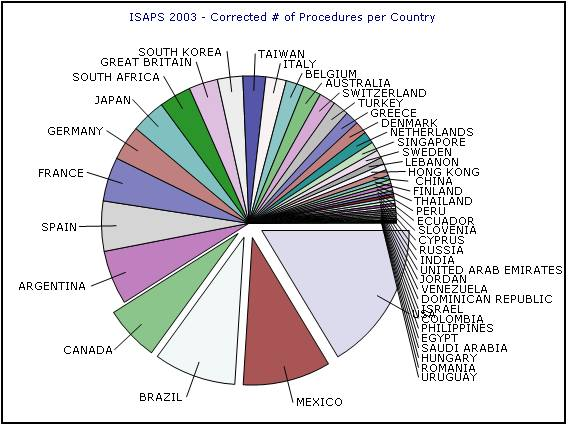 ISAPS 2003 - Corrected # of Procedures per Country
SOUTH KOREA
GREAT BRITAIN
SOUTH AFRICA
JAPAN
GERMANY
FRANCE
SPAIN
ARGENTINA
CANADA
BRAZIL
MEXICO
TAIWAN
ITALY
BELGIUM
AUSTRALIA
SWITZERLAND
TURKEY
GREECE
DENMARK
NETHERLANDS
SINGAPORE
SWEDEN
LEBANON
HONG KONG
CHINA
FINLAND
THAILAND
PERU
ECUADOR
SLOVENIA
CYPRUS
RUSSIA
INDIA
UNITED ARAB EMIRATES
JORDAN
VENEZUELA
DOMINICAN REPUBLIC
ISRAEL
USA
COLOMBIA
PHILIPPINES
EGYPT
SAUDI ARABIA
HUNGARY
ROMANIA
URUGUAY